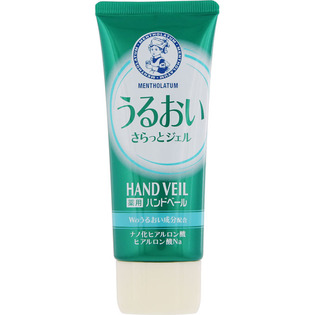 MENTHOLATUM
うるおい
さらっとジェル
HAND VEIL
薬用 ハンドベール
Wのうるおい成分配合
ナノ化ヒアルロン酸
ヒアルロン酸Na